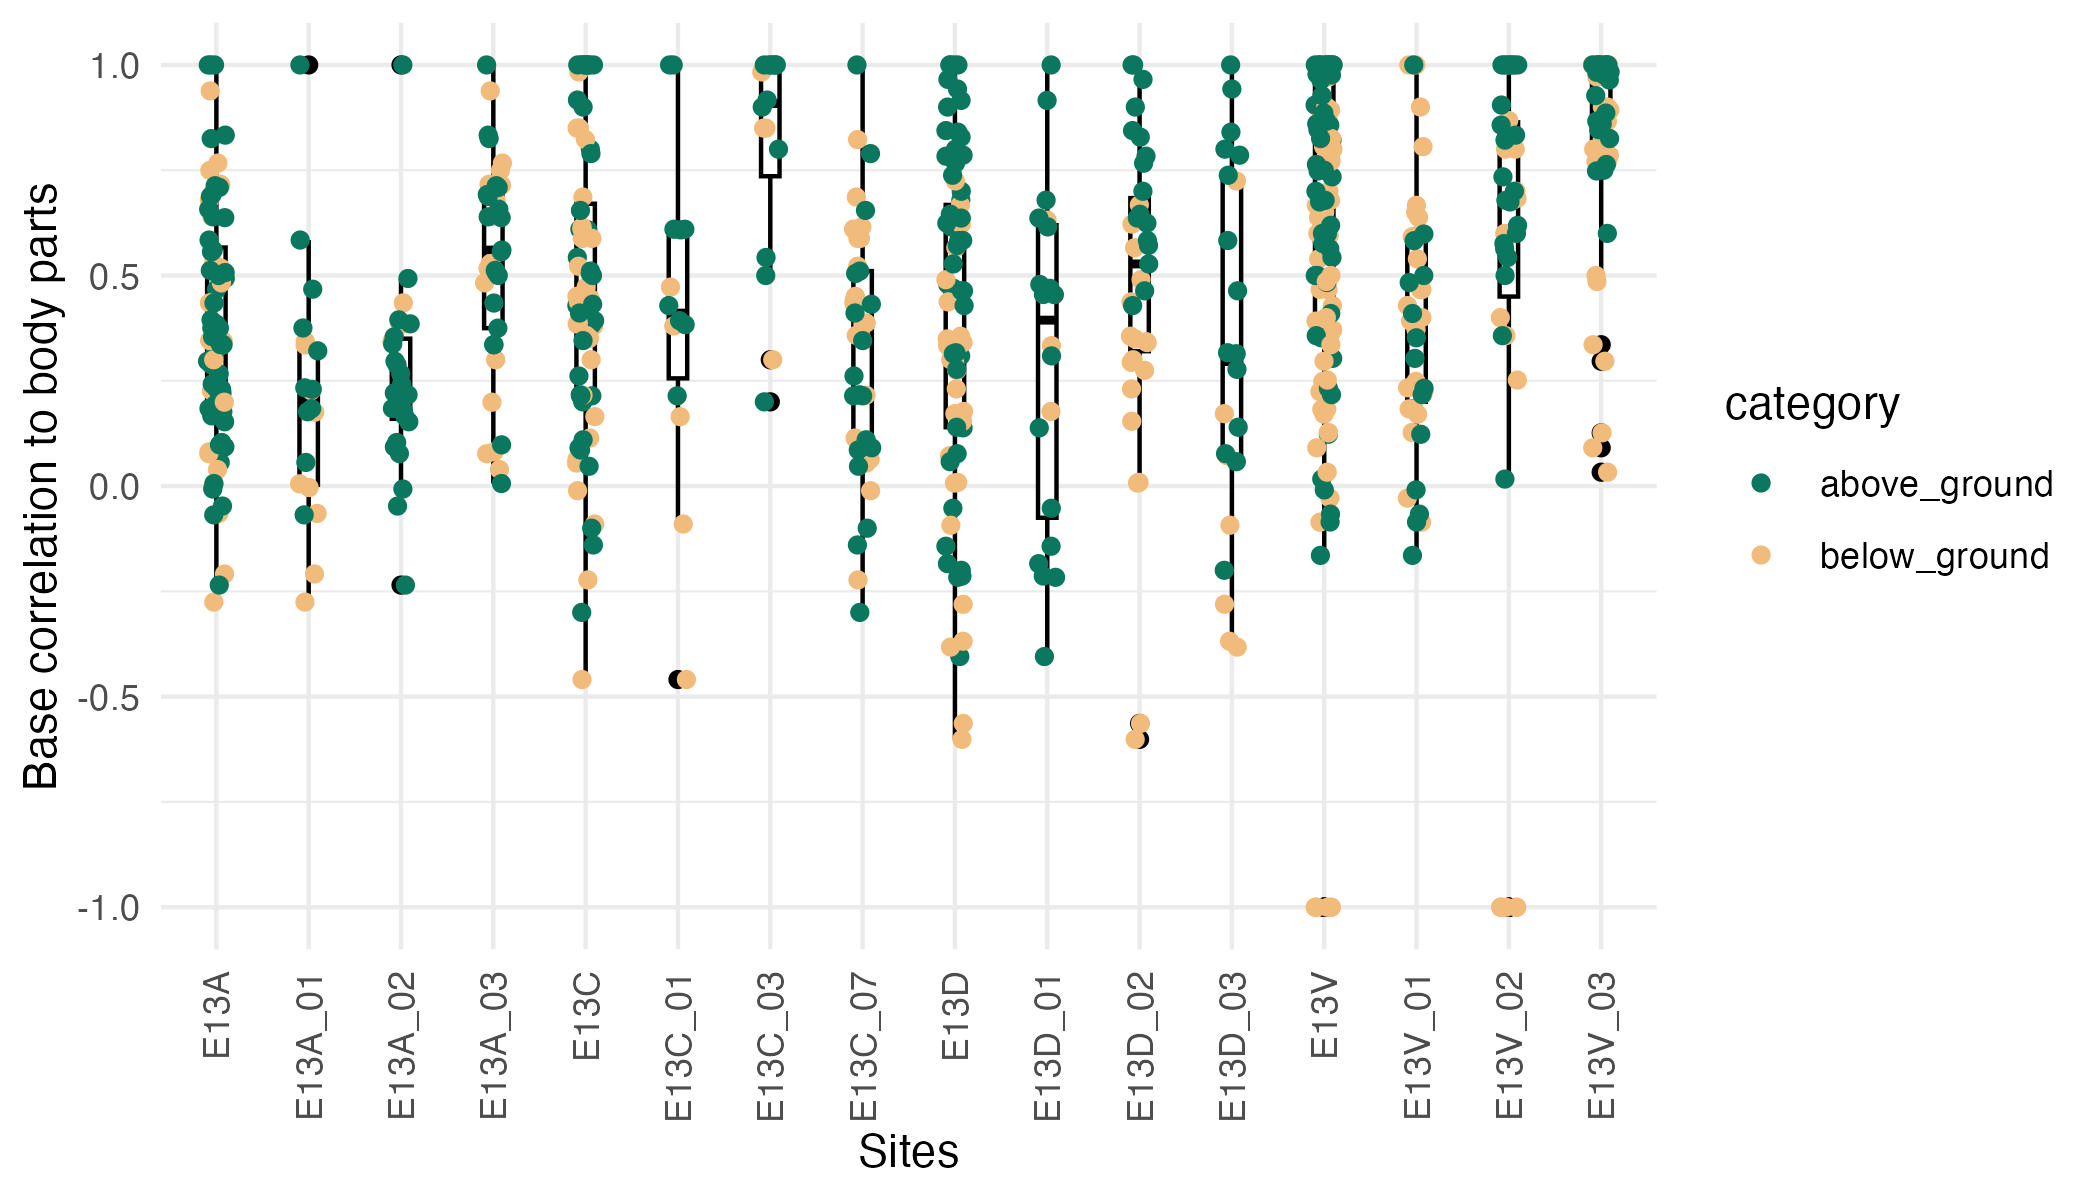 Base correlation to body parts
1.0
0.5
0.0
-0.5
-1.0
E13A
E13A_01
E13A_02
E13A_03
E13C
E13C_01
E13C_03
E13C_07
E13D
E13D_01
E13D_02
E13D_03
E13V
E13V_01
E13V_02
E13V_03
Sites
category
above_ground
below_ground